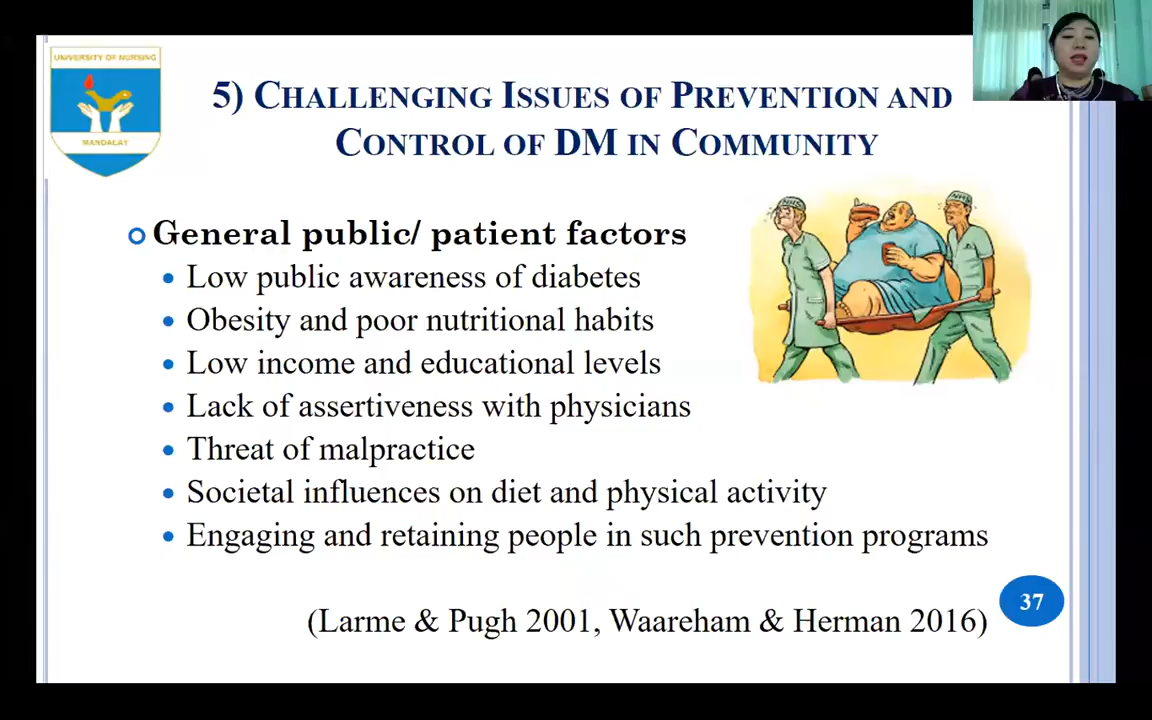 UNIVERSITY OF NURSING
MANDALAY
5) CHALLENGING ISSUES OF PREVENTION AND
CONTROL OF DM IN COMMUNITY
General public/ patient factors
Low public awareness of diabetes
Obesity and poor nutritional habits
Low income and educational levels
Lack of assertiveness with physicians
Threat of malpractice
Societal influences on diet and physical activity
Engaging and retaining people in such prevention programs
(Larme & Pugh 2001, Waareham & Herman 2016)
37
NHS